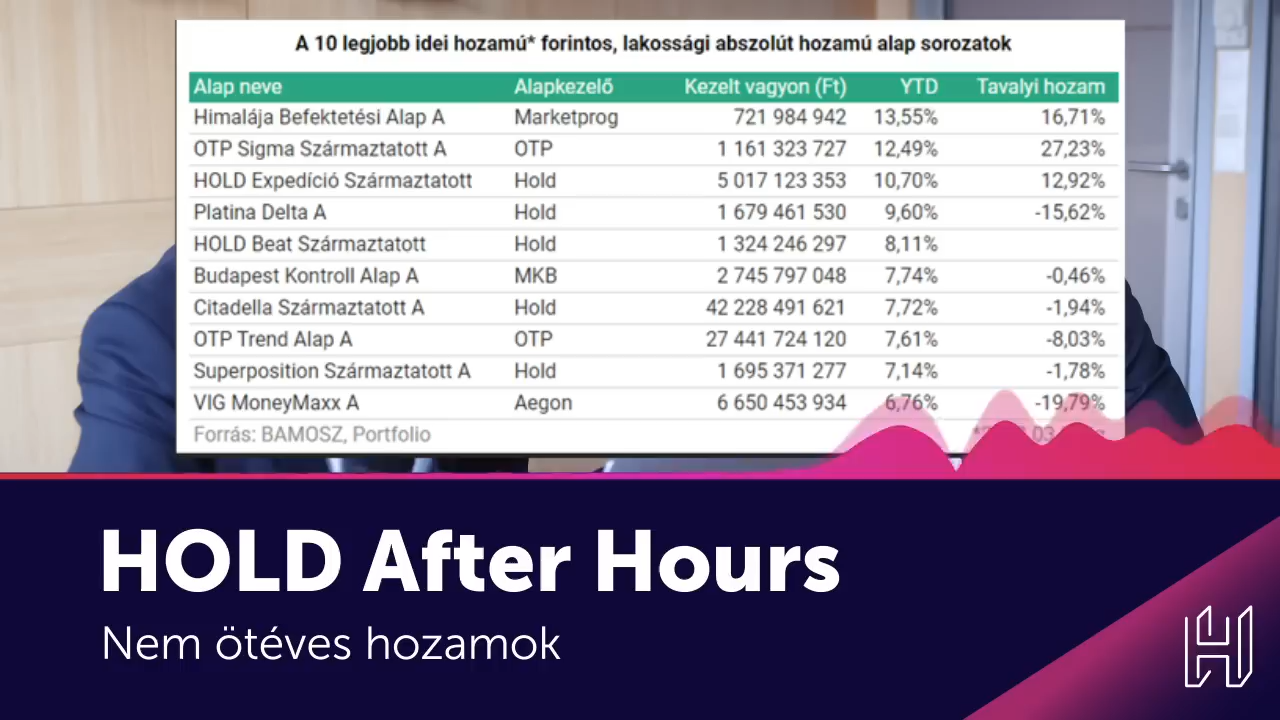 A 10 legjobb idei hozamú* forintos, lakossági abszolút hozamú alap sorozatok
Alap neve Alapkezelő Kezelt vagyon (Ft) YTD Tavalyi hozam
Himalája Befektetési Alap A Marketprog 721 984 942 13,55% 16,71%
OTP Sigma Származtatott A OTP 1 161 323 727 12,49% 27,23%
HOLD Expedíció Származtatott Hold 5 017 123 353 10,70% 12,92%
Platina Delta A Hold 1 679 461 530 9,60% -15,62%
HOLD Beat Származtatott Hold 1 324 246 297 8,11%
Budapest Kontroll Alap A MKB 2 745 797 048 7,74% -0,46%
Citadella Származtatott A Hold 42 228 491 621 7,72% -1,94%
OTP Trend Alap A OTP 27 441 724 120 7,61% -8,03%
Superposition Származtatott A Hold 1 695 371 277 7,14% -1,78%
VIG MoneyMaxx A Aegon 6 650 453 934 6,76% -19,79%
Forrás: BAMOSZ, Portfolio
HOLD After Hours
Nem ötéves hozamok